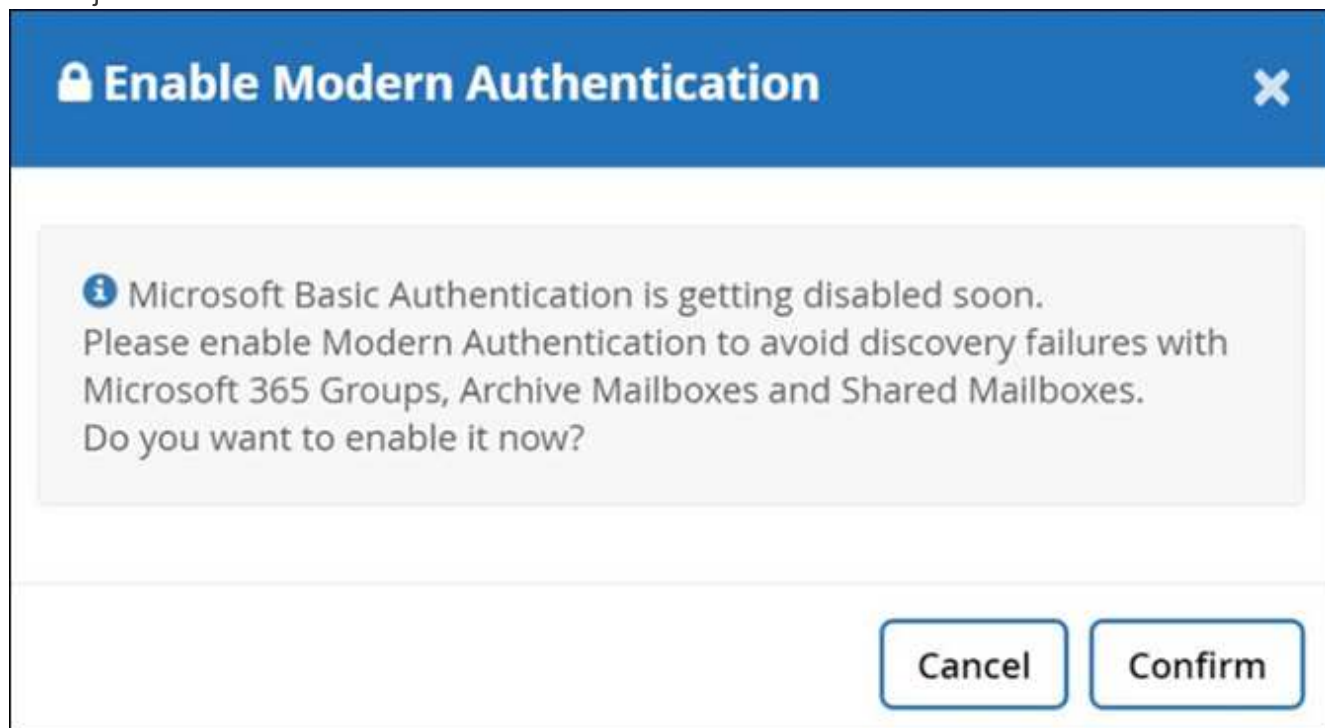 Enable Modern Authentication
Microsoft Basic Authentication is getting disabled soon.
Please enable Modern Authentication to avoid discovery failures with
Microsoft 365 Groups, Archive Mailboxes and Shared Mailboxes.
Do you want to enable it now?
Cancel Confirm